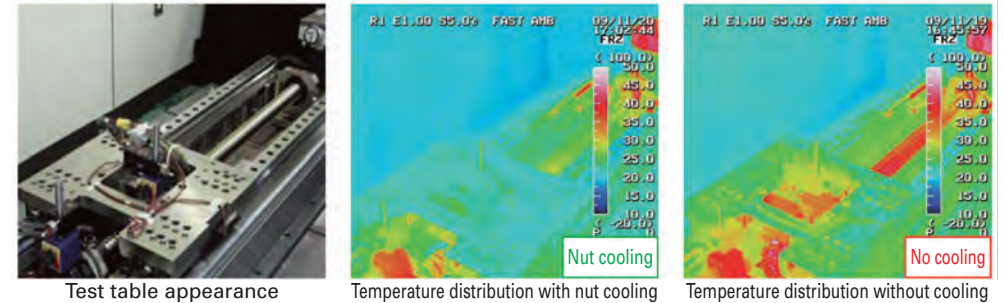 R1 E1.00 S5.0% FAST AMB 09/11/20
17:02:44
FRZ
( 100.0)
50.0
45.0
40.0
35.0
30.0
25.0
20.0
15.0
10.0
( -20.0)
P 0
Nut cooling
R1 E1.00 S5.0% FAST AMB 09/11/19
16:45:57
FRZ
( 100.0)
50.0
45.0
40.0
35.0
30.0
25.0
20.0
15.0
10.0
( -20.0)
P 0
No cooling
Test table appearance
Temperature distribution with nut cooling
Temperature distribution without cooling